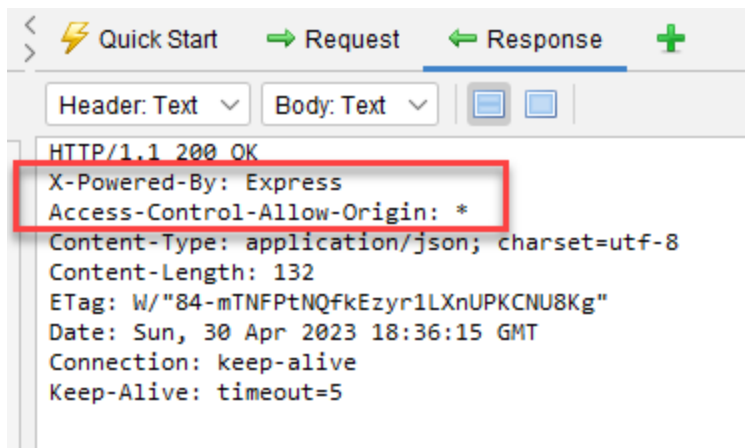 Quick Start Request Response
Header: Text Body: Text
HTTP/1.1 200 OK
X-Powered-By: Express
Access-Control-Allow-Origin: *
Content-Type: application/json; charset=utf-8
Content-Length: 132
ETag: W/"84-mTNFPtNQfkEzyr1LXnUPKCNU8Kg"
Date: Sun, 30 Apr 2023 18:36:15 GMT
Connection: keep-alive
Keep-Alive: timeout=5